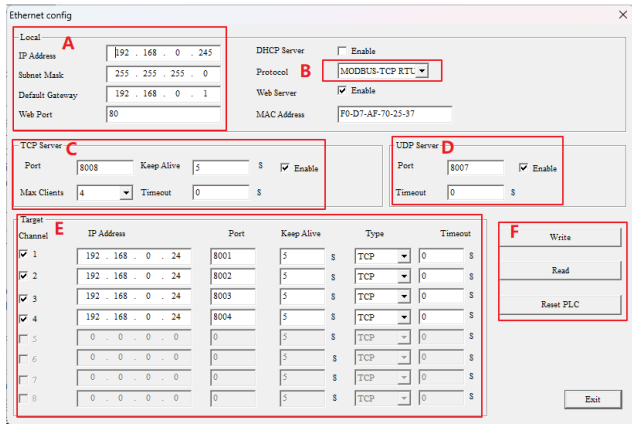 Ethernet config
Local
A
IP Address 192 . 168 . 0 . 245 DHCP Server Enable
Subnet Mask 255 . 255 . 255 . 0 Protocol B MODBUS-TCP RTU
Default Gateway 192 . 168 . 0 . 1 Web Server Enable
Web Port 80 MAC Address F0-D7-AF-70-25-37
TCP Server C UDP Server D
Port 8008 Keep Alive 5 S Enable Port 8007 Enable
Max Clients 4 Timeout 0 S Timeout 0 S
Target
Channel E IP Address Port Keep Alive Type Timeout F Write
1 192 . 168 . 0 . 24 8001 5 S TCP 0 S
2 192 . 168 . 0 . 24 8002 5 S TCP 0 S Read
3 192 . 168 . 0 . 24 8003 5 S TCP 0 S Reset PLC
4 192 . 168 . 0 . 24 8004 5 S TCP 0 S
5 0 . 0 . 0 . 0 0 5 S TCP 0 S
6 0 . 0 . 0 . 0 0 5 S TCP 0 S
7 0 . 0 . 0 . 0 0 5 S TCP 0 S
8 0 . 0 . 0 . 0 0 5 S TCP 0 S Exit